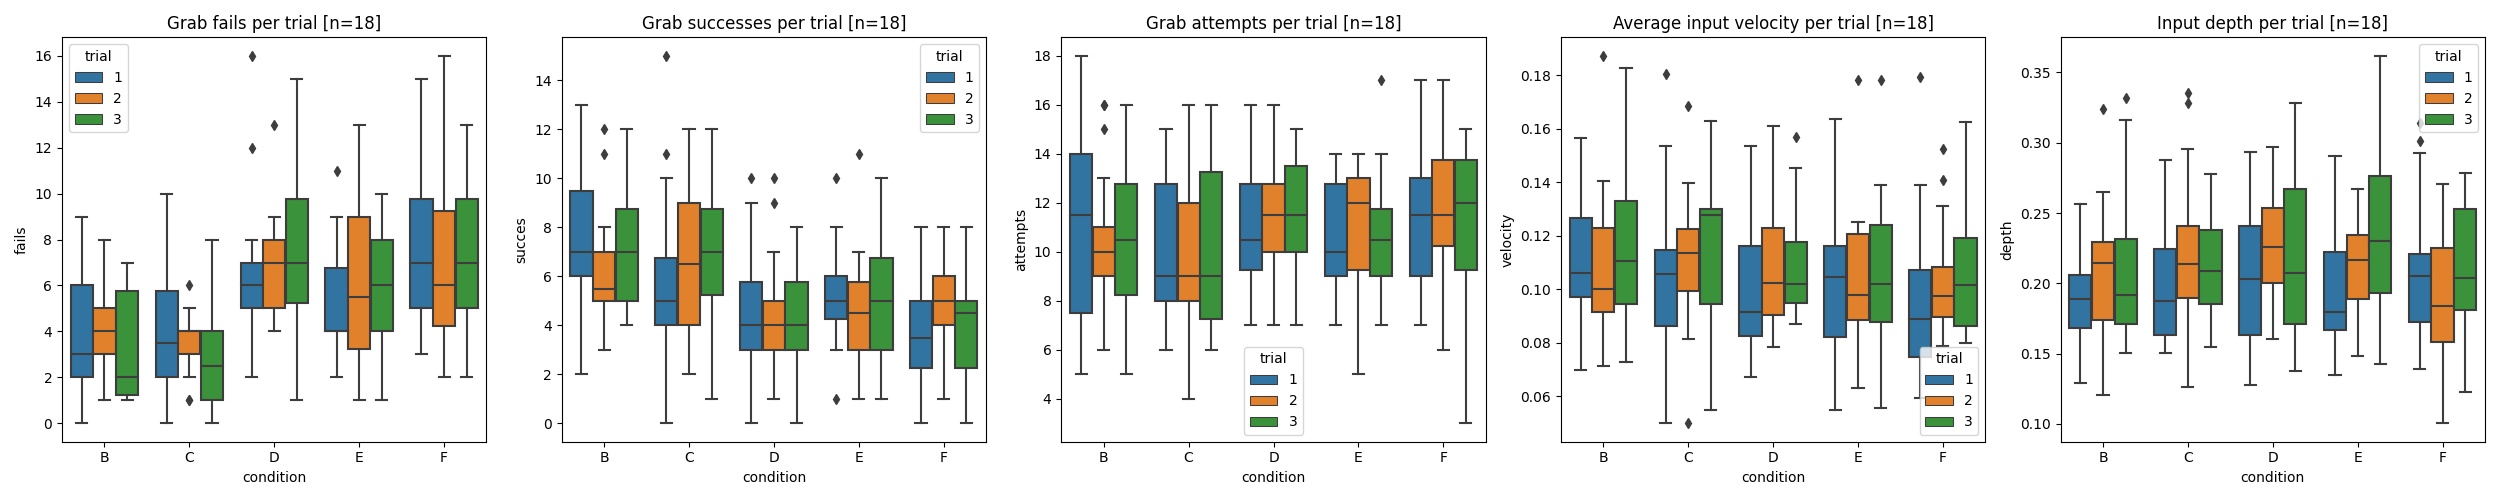 Grab fails per trial [n=18]
fails
16
14
12
10
8
6
4
2
0
trial
1
2
3
B C D E F
condition
Grab successes per trial [n=18]
succes
14
12
10
8
6
4
2
0
trial
1
2
3
B C D E F
condition
Grab attempts per trial [n=18]
attempts
18
16
14
12
10
8
6
4
trial
1
2
3
B C D E F
condition
Average input velocity per trial [n=18]
velocity
0.18
0.16
0.14
0.12
0.10
0.08
0.06
trial
1
2
3
B C D E F
condition
Input depth per trial [n=18]
depth
0.35
0.30
0.25
0.20
0.15
0.10
trial
1
2
3
B C D E F
condition